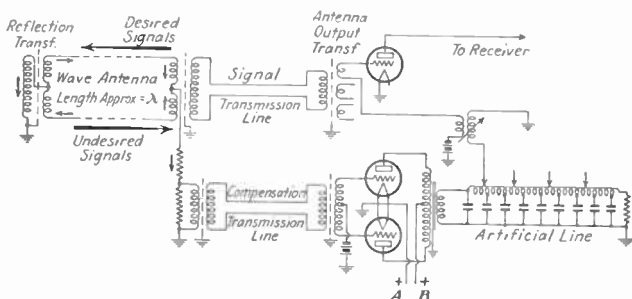 Reflection
Transf.
Desired
Signals
Antenna
Output
Transf.
To Receiver
Wave Antenna
Length Approx = λ
Signal
Transmission
Line
Undesired
Signals
Compensation
Transmission
Line
Artificial Line
+ +
A B